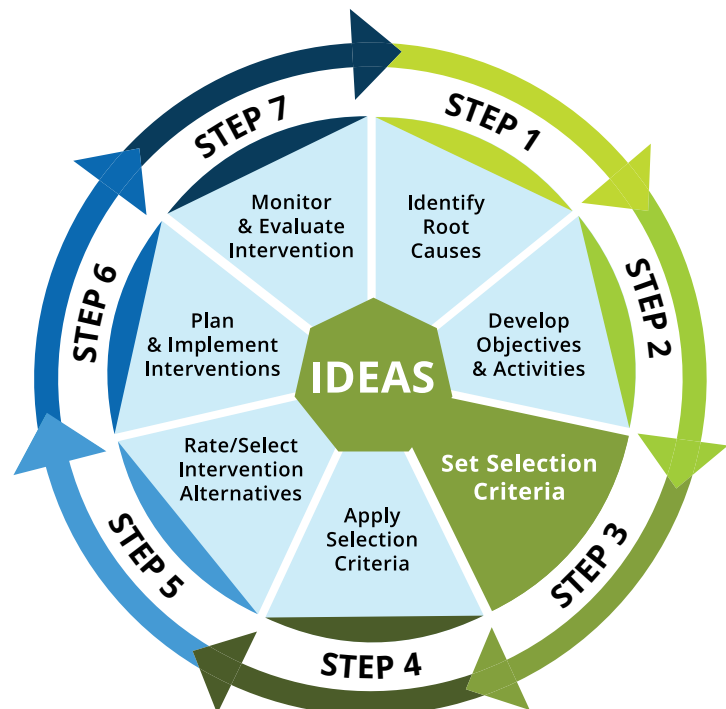 STEP 1
Identify
Root
Causes
STEP 2
Develop
Objectives
& Activities
STEP 3
Set Selection
Criteria
STEP 4
Apply
Selection
Criteria
STEP 5
Rate/Select
Intervention
Alternatives
STEP 6
Plan
& Implement
Interventions
STEP 7
Monitor
& Evaluate
Intervention
IDEAS